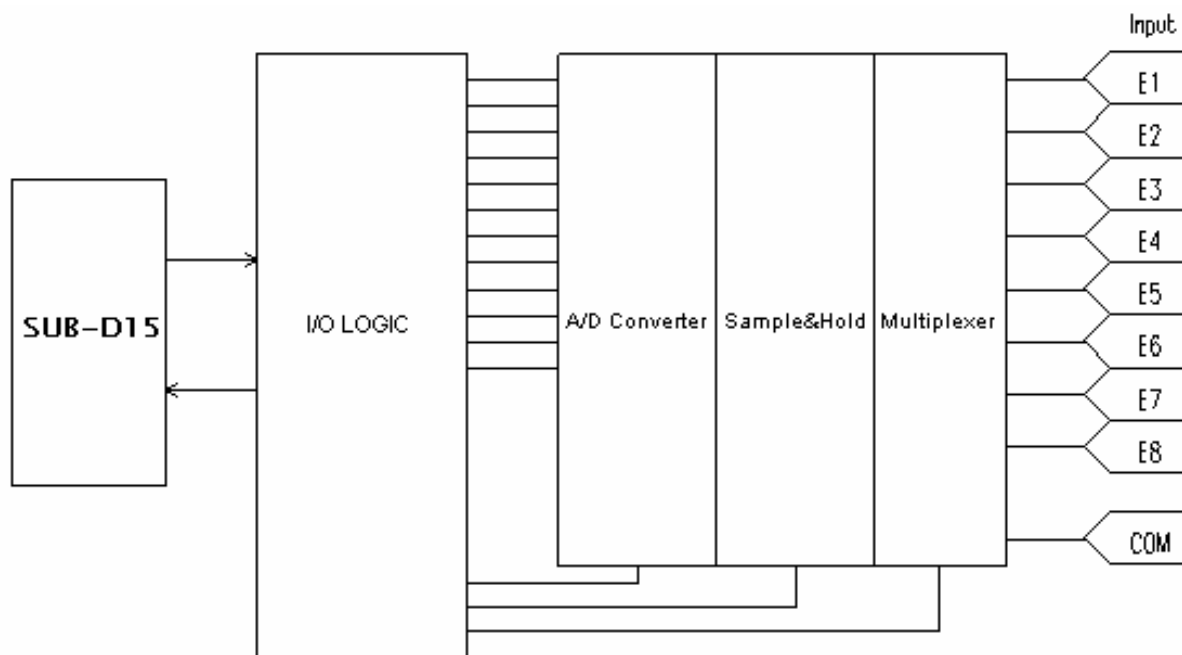 Input
E1
E2
E3
E4
E5
E6
E7
E8
COM
SUB-D15
I/O LOGIC
A/D Converter
Sample&Hold
Multiplexer